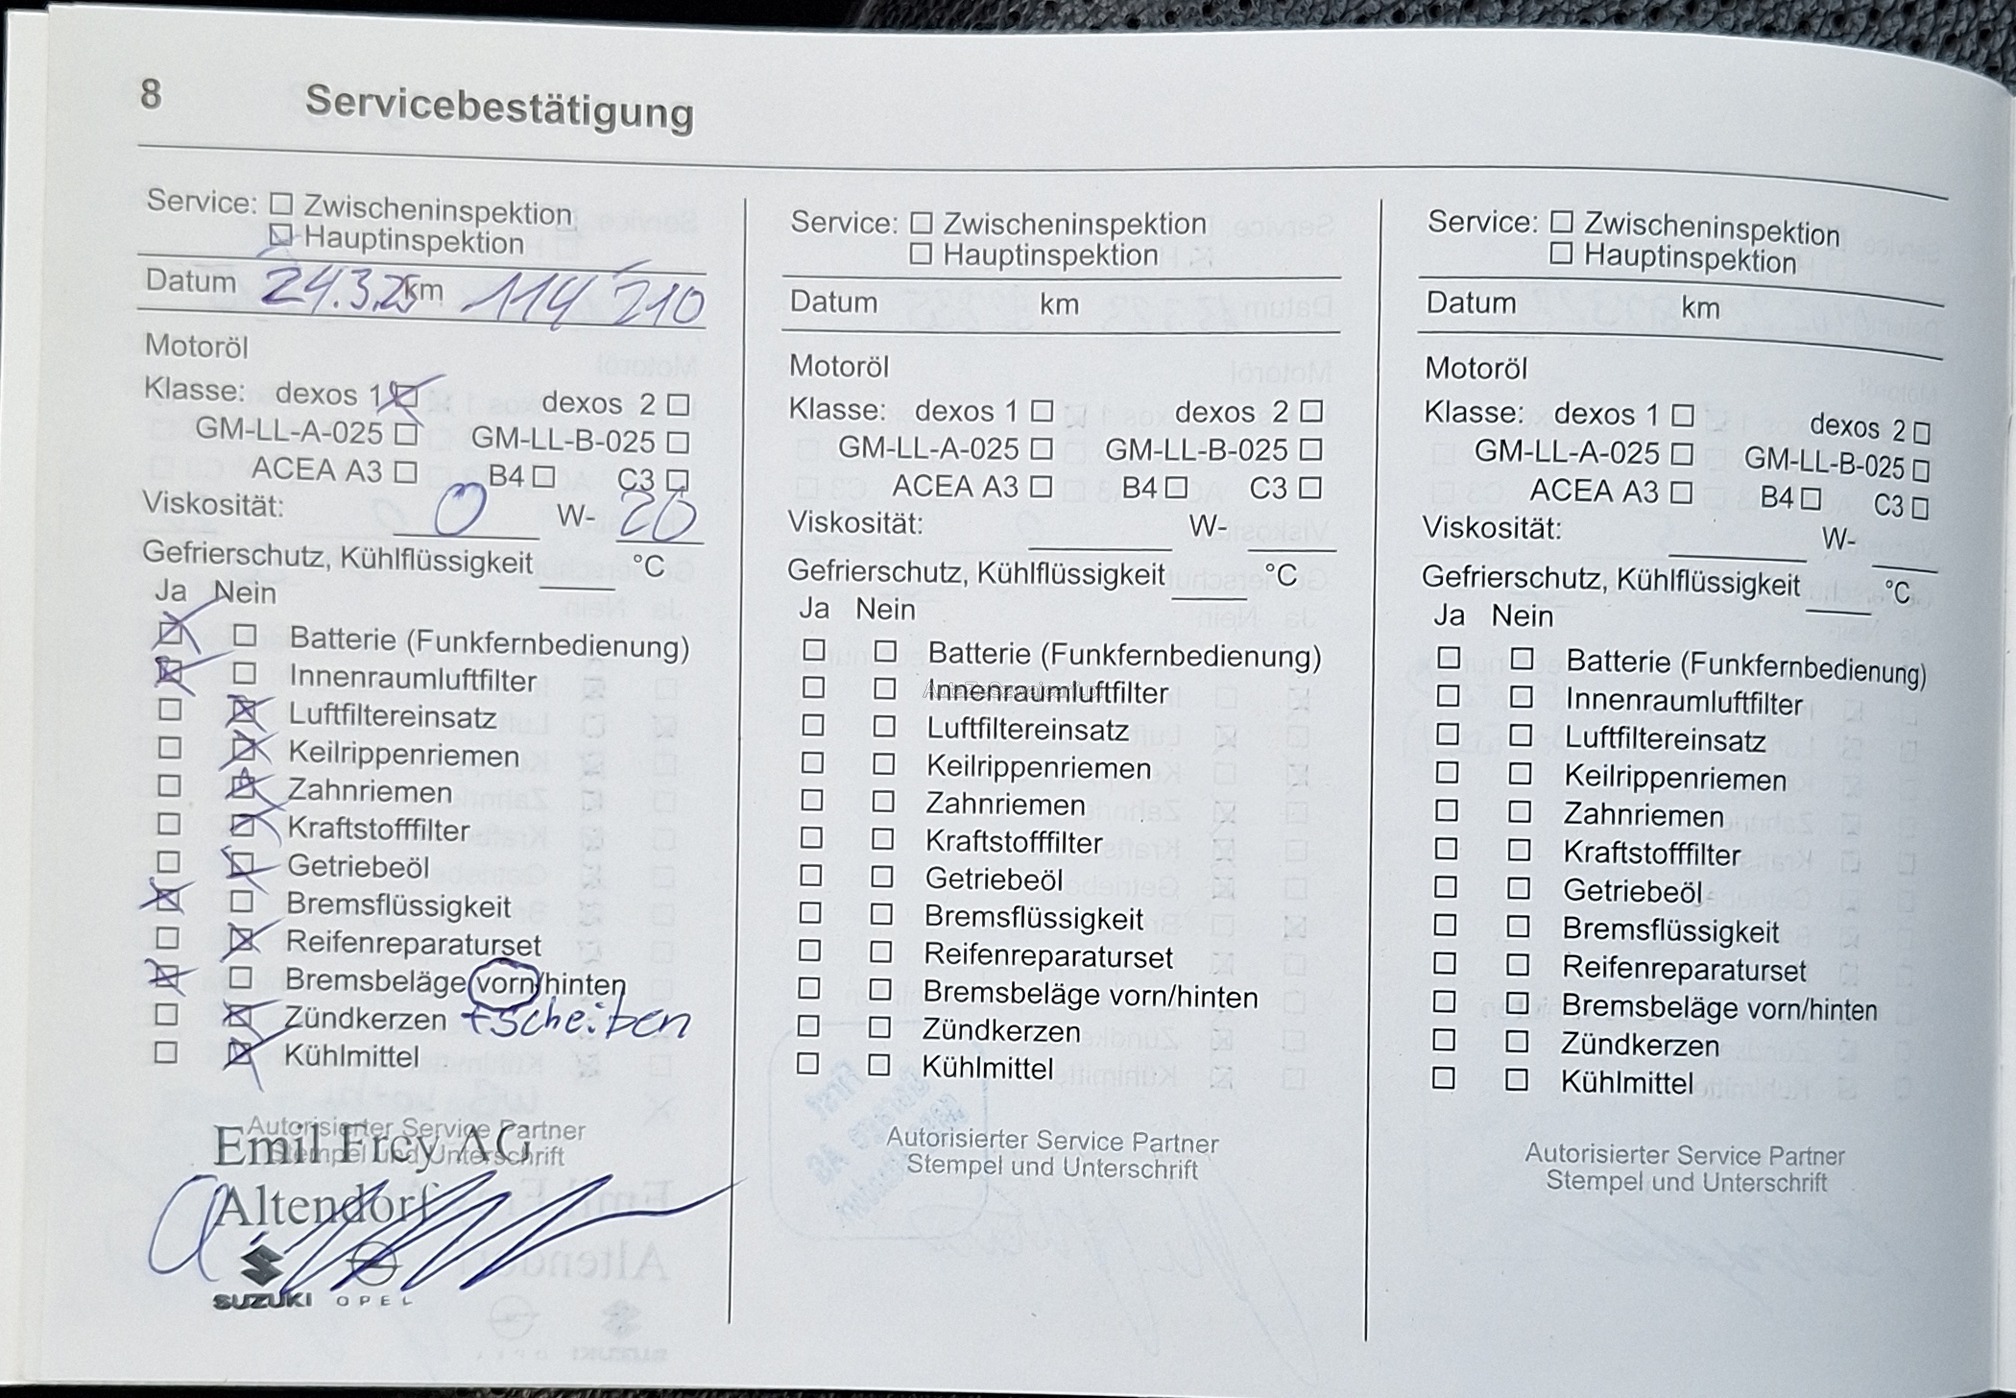 8 Servicebestätigung
Service: ☐ Zwischeninspektion
☒ Hauptinspektion
Datum 24.3.25 km 114 210
Motoröl
Klasse: dexos 1 ☒ dexos 2 ☐
GM-LL-A-025 ☐ GM-LL-B-025 ☐
ACEA A3 ☐ B4 ☐ C3 ☐
Viskosität: 0 W- 20
Gefrierschutz, Kühlflüssigkeit ____ °C
Ja Nein
☒ ☐ Batterie (Funkfernbedienung)
☒ ☐ Innenraumluftfilter
☐ ☒ Luftfiltereinsatz
☐ ☒ Keilrippenriemen
☐ ☒ Zahnriemen
☐ ☒ Kraftstofffilter
☐ ☒ Getriebeöl
☒ ☐ Bremsflüssigkeit
☐ ☒ Reifenreparaturset
☒ ☐ Bremsbeläge vorn/hinten
☐ ☒ Zündkerzen + Scheiben
☐ ☒ Kühlmittel
Autorisierter Service Partner
Stempel und Unterschrift
Emil Frey AG
Altendorf
SUZUKI OPEL
Service: ☐ Zwischeninspektion
☐ Hauptinspektion
Datum km
Motoröl
Klasse: dexos 1 ☐ dexos 2 ☐
GM-LL-A-025 ☐ GM-LL-B-025 ☐
ACEA A3 ☐ B4 ☐ C3 ☐
Viskosität: ____ W- ____
Gefrierschutz, Kühlflüssigkeit ____ °C
Ja Nein
☐ ☐ Batterie (Funkfernbedienung)
☐ ☐ Innenraumluftfilter
☐ ☐ Luftfiltereinsatz
☐ ☐ Keilrippenriemen
☐ ☐ Zahnriemen
☐ ☐ Kraftstofffilter
☐ ☐ Getriebeöl
☐ ☐ Bremsflüssigkeit
☐ ☐ Reifenreparaturset
☐ ☐ Bremsbeläge vorn/hinten
☐ ☐ Zündkerzen
☐ ☐ Kühlmittel
Autorisierter Service Partner
Stempel und Unterschrift
Service: ☐ Zwischeninspektion
☐ Hauptinspektion
Datum km
Motoröl
Klasse: dexos 1 ☐ dexos 2 ☐
GM-LL-A-025 ☐ GM-LL-B-025 ☐
ACEA A3 ☐ B4 ☐ C3 ☐
Viskosität: ____ W- ____
Gefrierschutz, Kühlflüssigkeit ____ °C
Ja Nein
☐ ☐ Batterie (Funkfernbedienung)
☐ ☐ Innenraumluftfilter
☐ ☐ Luftfiltereinsatz
☐ ☐ Keilrippenriemen
☐ ☐ Zahnriemen
☐ ☐ Kraftstofffilter
☐ ☐ Getriebeöl
☐ ☐ Bremsflüssigkeit
☐ ☐ Reifenreparaturset
☐ ☐ Bremsbeläge vorn/hinten
☐ ☐ Zündkerzen
☐ ☐ Kühlmittel
Autorisierter Service Partner
Stempel und Unterschrift